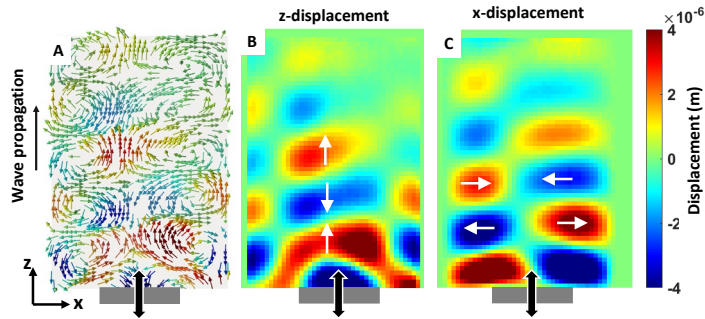 z-displacement
x-displacement
×10⁻⁶
A
B
C
Wave propagation
z
x
4
2
0
-2
-4
Displacement (m)